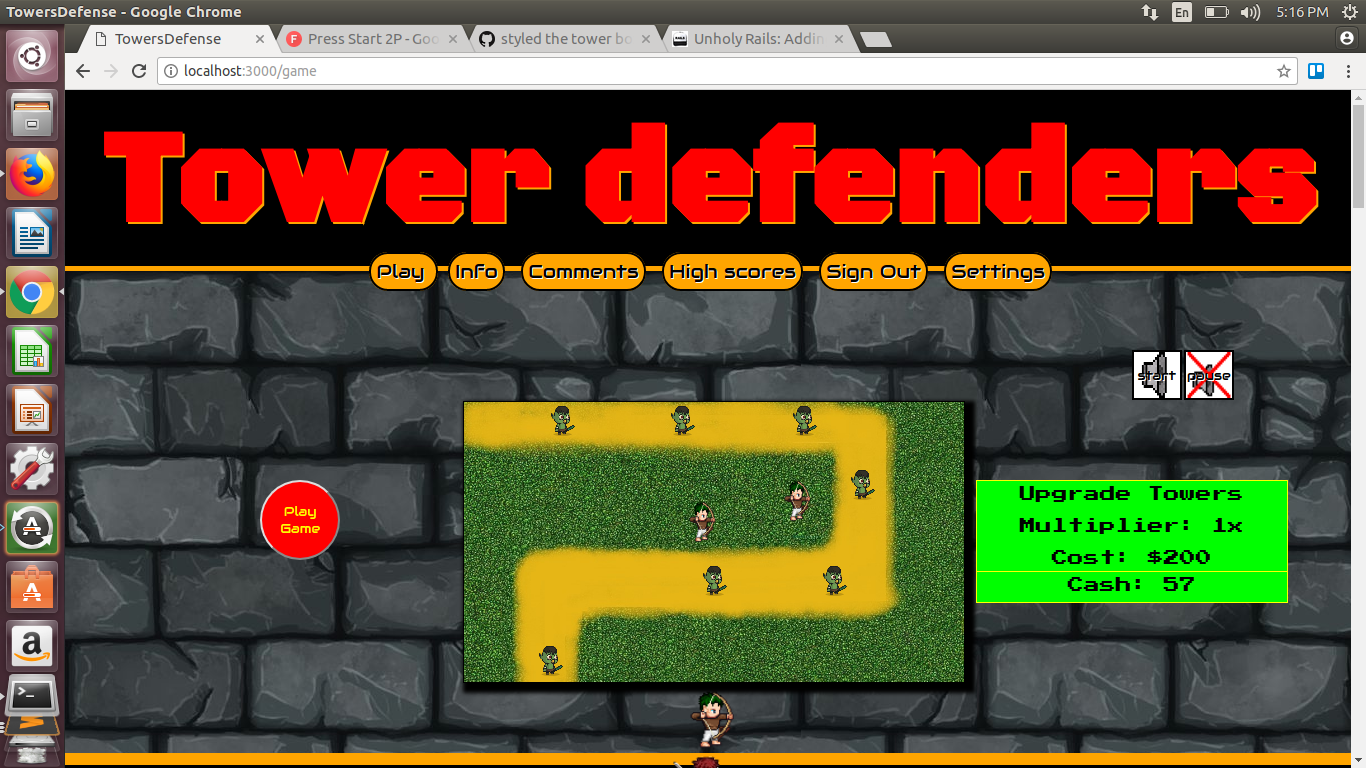 TowersDefense - Google Chrome
En
5:16 PM
TowersDefense
Press Start 2P - Goo
styled the tower bo
Unholy Rails: Addin
localhost:3000/game
Tower defenders
Play
Info
Comments
High scores
Sign Out
Settings
start
pause
Play
Game
Upgrade Towers
Multiplier: 1x
Cost: $200
Cash: 57